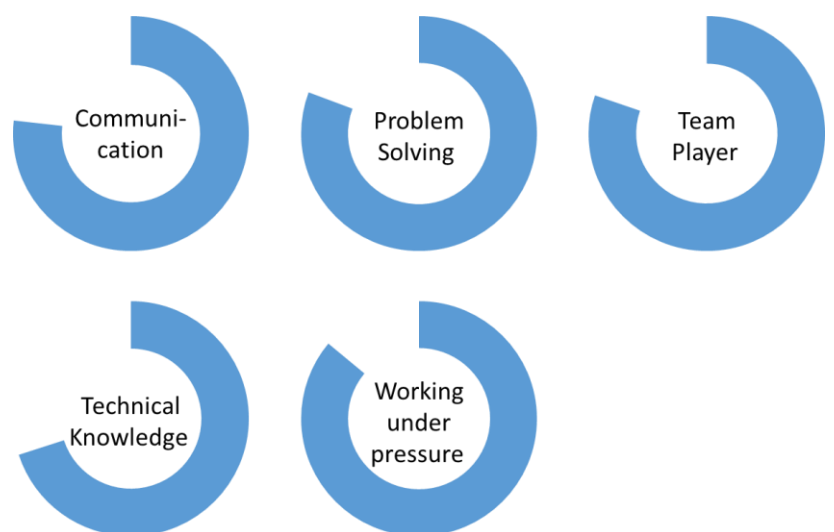 Communi-
cation
Problem
Solving
Team
Player
Technical
Knowledge
Working
under
pressure